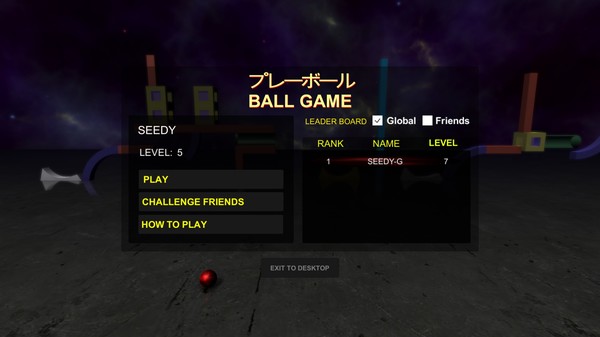 プレーボール
BALL GAME
SEEDY
LEVEL: 5
PLAY
CHALLENGE FRIENDS
HOW TO PLAY
LEADER BOARD Global Friends
RANK NAME LEVEL
1 SEEDY-G 7
EXIT TO DESKTOP